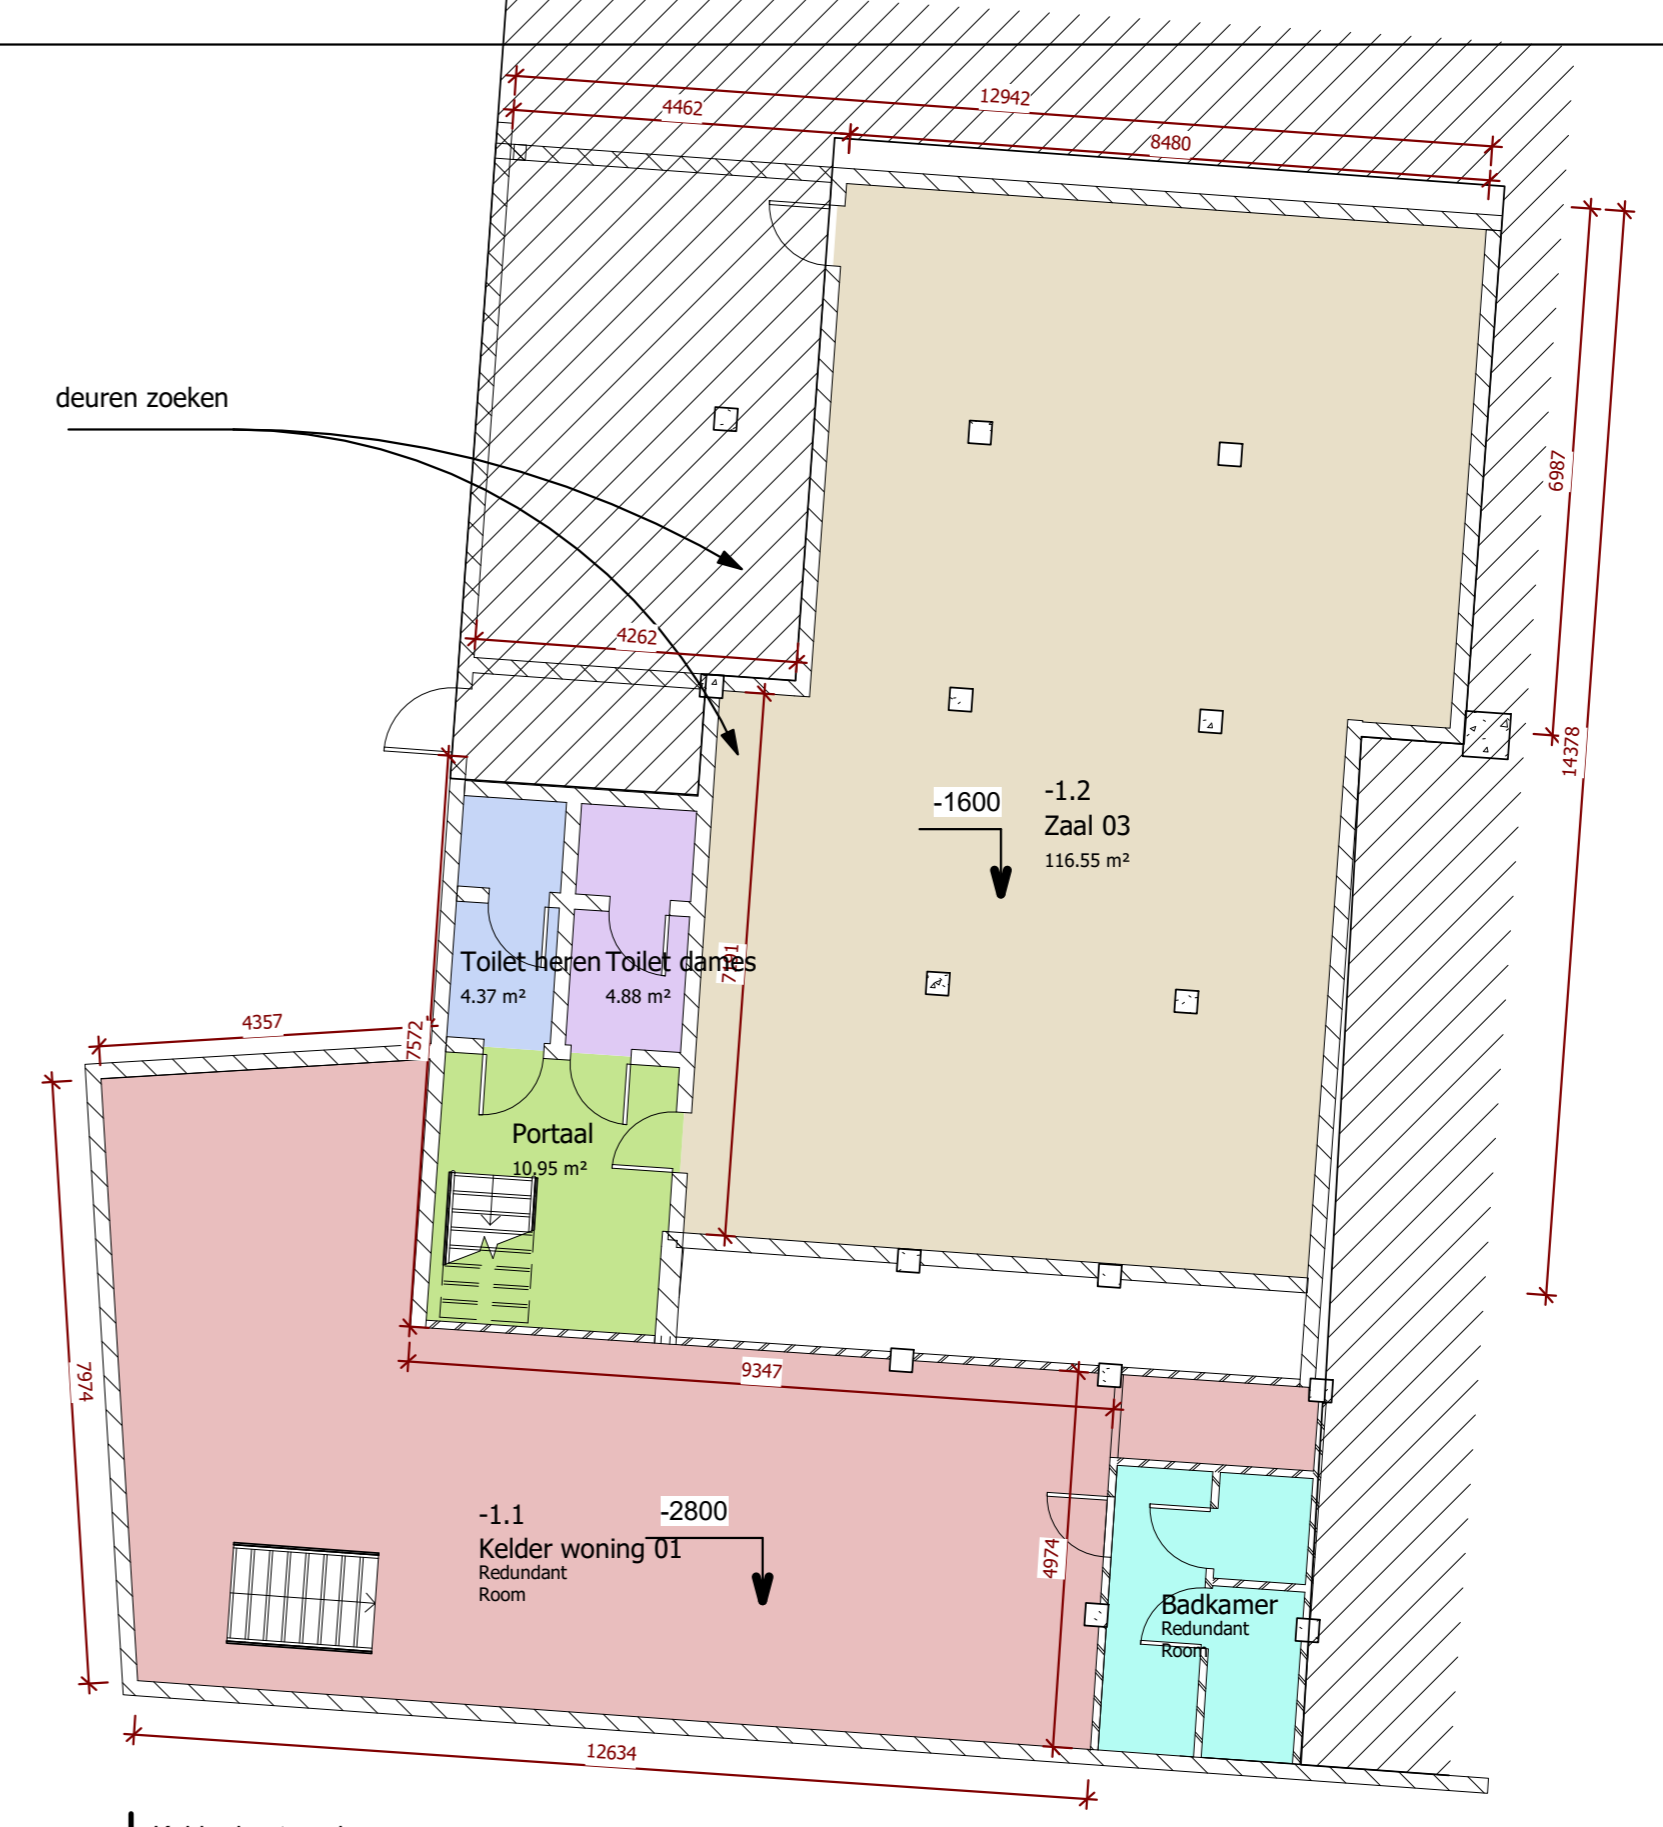 12942
4462
8480
deuren zoeken
6987
4262
14378
-1600
-1.2
Zaal 03
116.55 m²
Toilet heren
4.37 m²
Toilet dames
4.88 m²
4357
7572
Portaal
10.95 m²
7974
9347
-1.1
-2800
Kelder woning 01
Redundant
Room
4974
Badkamer
Redundant
Room
12634